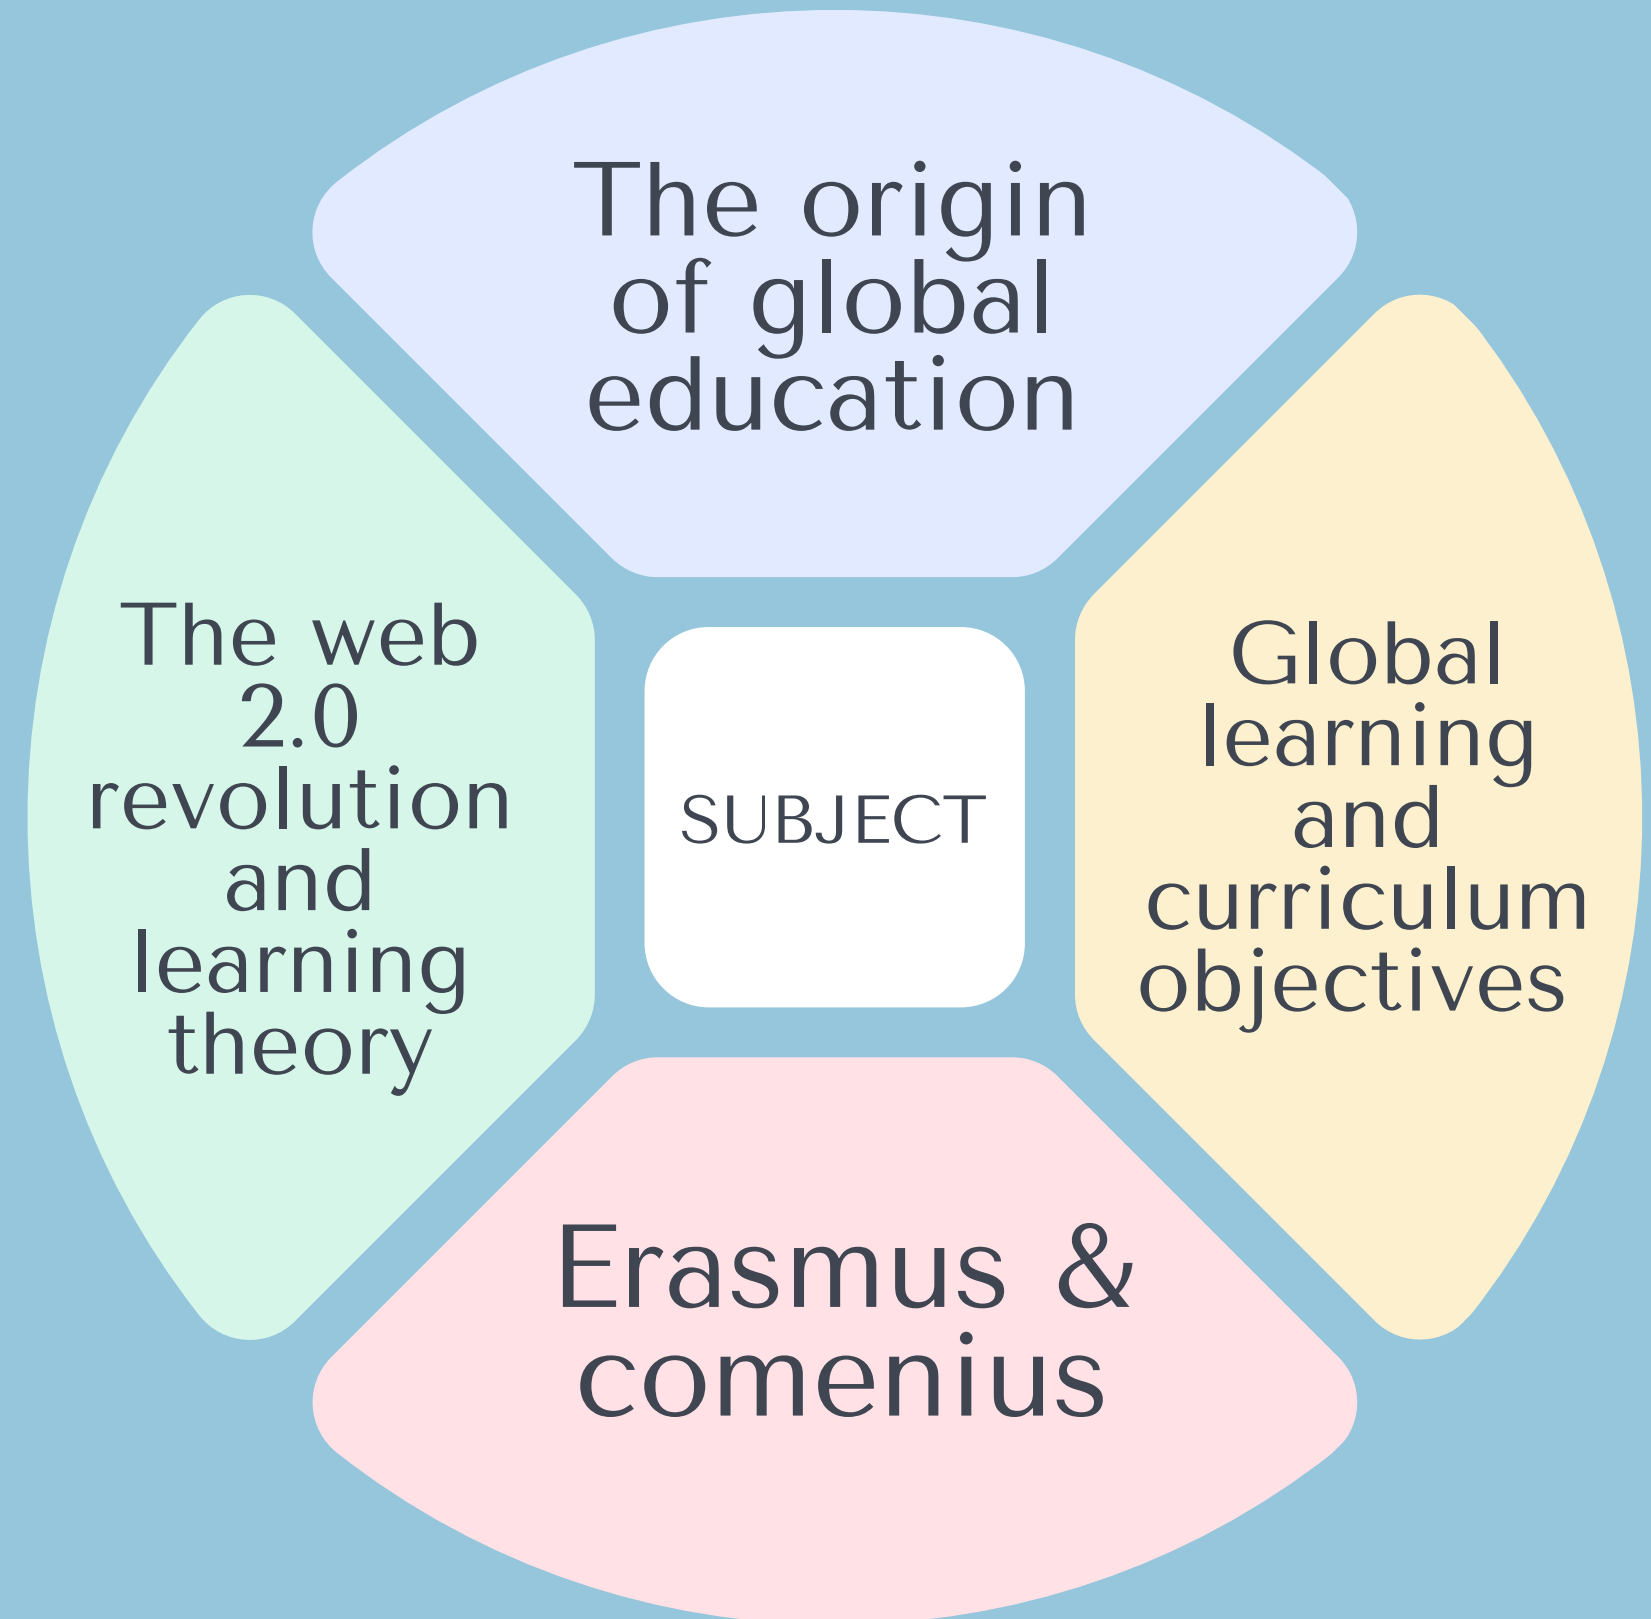 The origin
of global
education
The web
2.0
revolution
and
learning
theory
SUBJECT
Global
learning
and
curriculum
objectives
Erasmus &
comenius